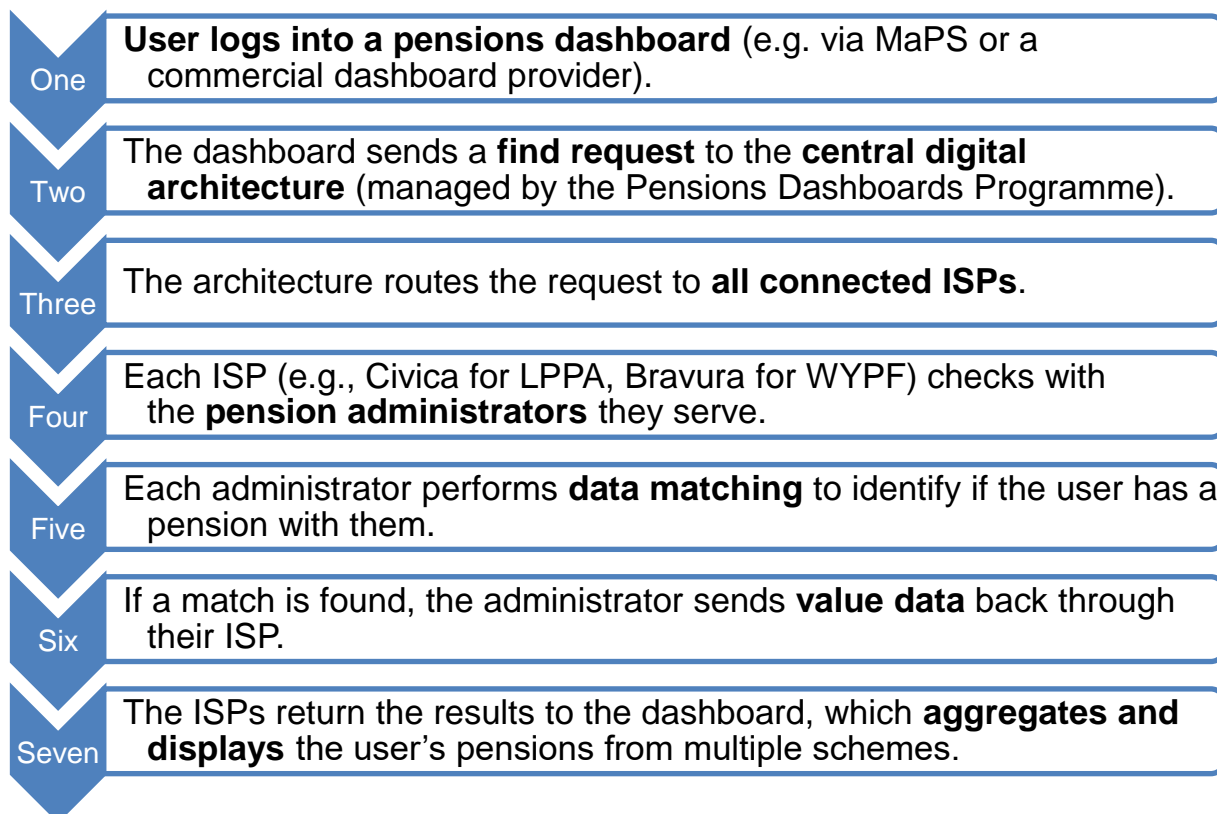 One
User logs into a pensions dashboard (e.g. via MaPS or a
commercial dashboard provider).
Two
The dashboard sends a find request to the central digital
architecture (managed by the Pensions Dashboards Programme).
Three
The architecture routes the request to all connected ISPs.
Four
Each ISP (e.g., Civica for LPPA, Bravura for WYPF) checks with
the pension administrators they serve.
Five
Each administrator performs data matching to identify if the user has a
pension with them.
Six
If a match is found, the administrator sends value data back through
their ISP.
Seven
The ISPs return the results to the dashboard, which aggregates and
displays the user’s pensions from multiple schemes.